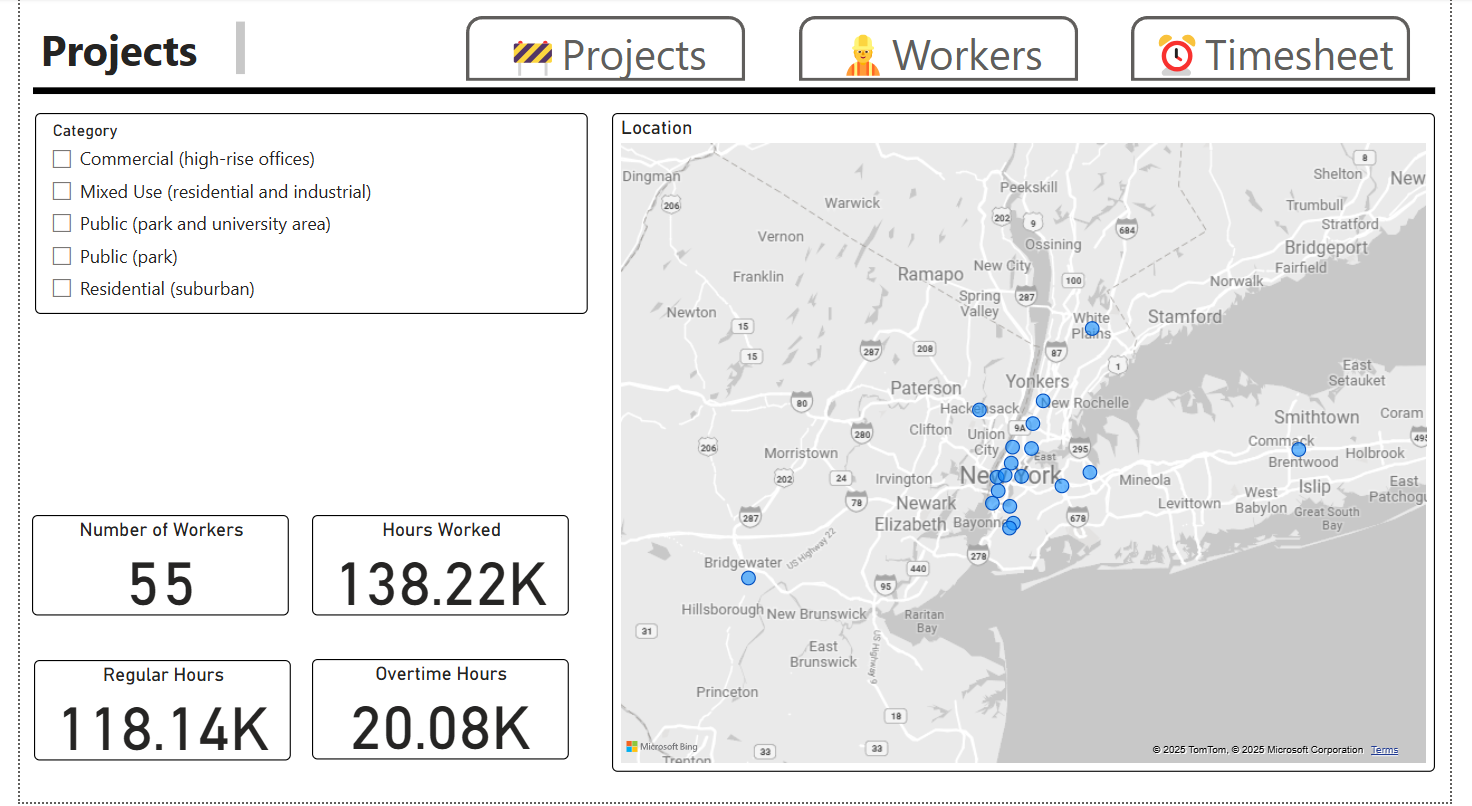 Projects
Projects
Workers
Timesheet
Category
Commercial (high-rise offices)
Mixed Use (residential and industrial)
Public (park and university area)
Public (park)
Residential (suburban)
Number of Workers
55
Hours Worked
138.22K
Regular Hours
118.14K
Overtime Hours
20.08K
Location
Dingman
206
Warwick
Peekskill
202
9
684
8
Shelton
New
Trumbull
Stratford
Bridgeport
Fairfield
Norwalk
Vernon
Ossining
Franklin
Ramapo
New City
100
Spring
Valley
287
Newton
15
15
White
Plains
Stamford
287
208
87
1
East
Setauket
Paterson
Yonkers
80
Hackensack
New Rochelle
Smithtown
Coram
Clifton
Union
City
9A
280
206
Morristown
295
East
Commack
495
Brentwood
Holbrook
202
24
Irvington
New York
Mineola
Islip
East
Patchogu
78
Newark
Levittown
West
Babylon
Great South
Bay
287
Elizabeth
Bayonne
678
US Highway 22
278
Bridgewater
440
95
Hillsborough
New Brunswick
Raritan
Bay
31
East
Brunswick
US Highway 9
Princeton
18
33
33
Trenton
Microsoft Bing
© 2025 TomTom, © 2025 Microsoft Corporation Terms